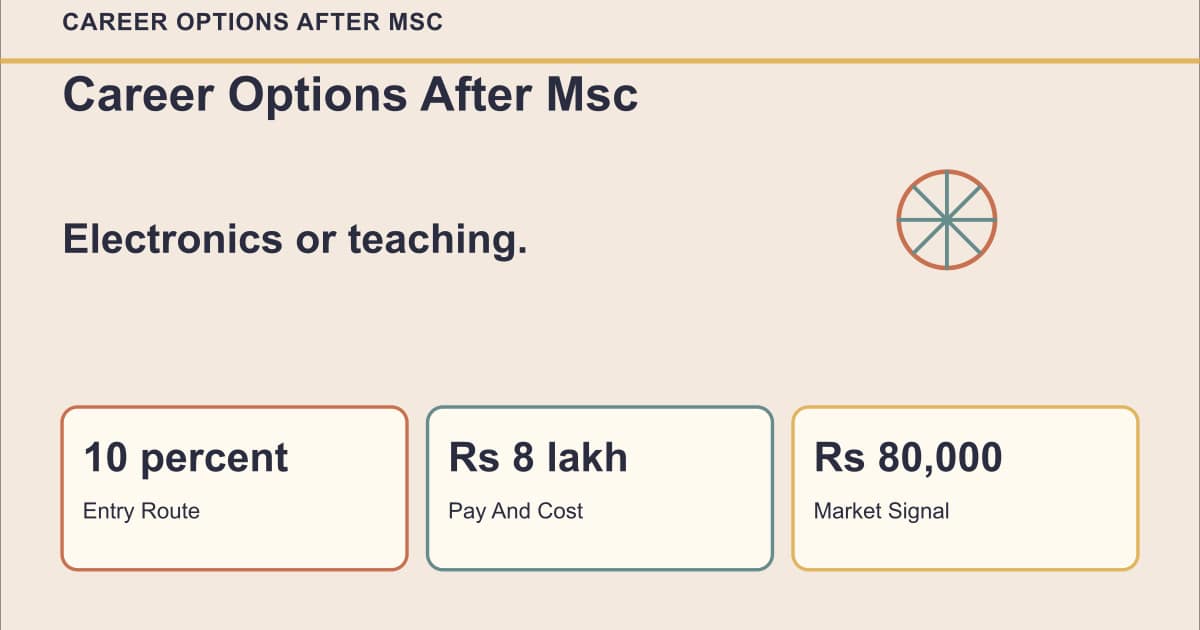 CAREER OPTIONS AFTER MSC
Career Options After Msc
Electronics or teaching.
10 percent
Entry Route
Rs 8 lakh
Pay And Cost
Rs 80,000
Market Signal